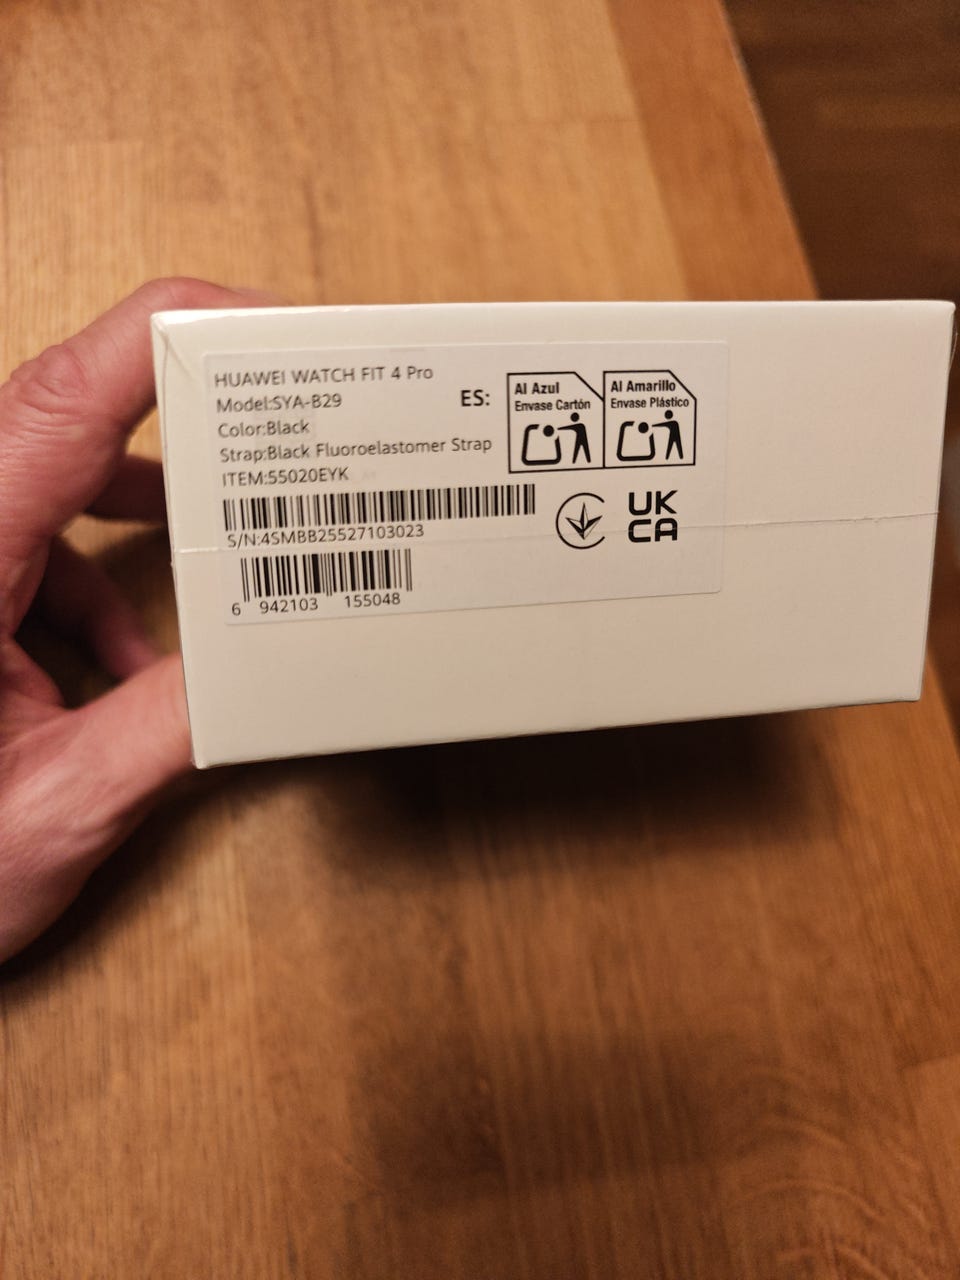 HUAWEI WATCH FIT 4 Pro
Model:SYA-B29
Color:Black
Strap:Black Fluoroelastomer Strap
ITEM:55020EYK
S/N:4SMBB25527103023
6 942103 155048
ES:
Al Azul
Envase Cartón
Al Amarillo
Envase Plástico
UK
CA